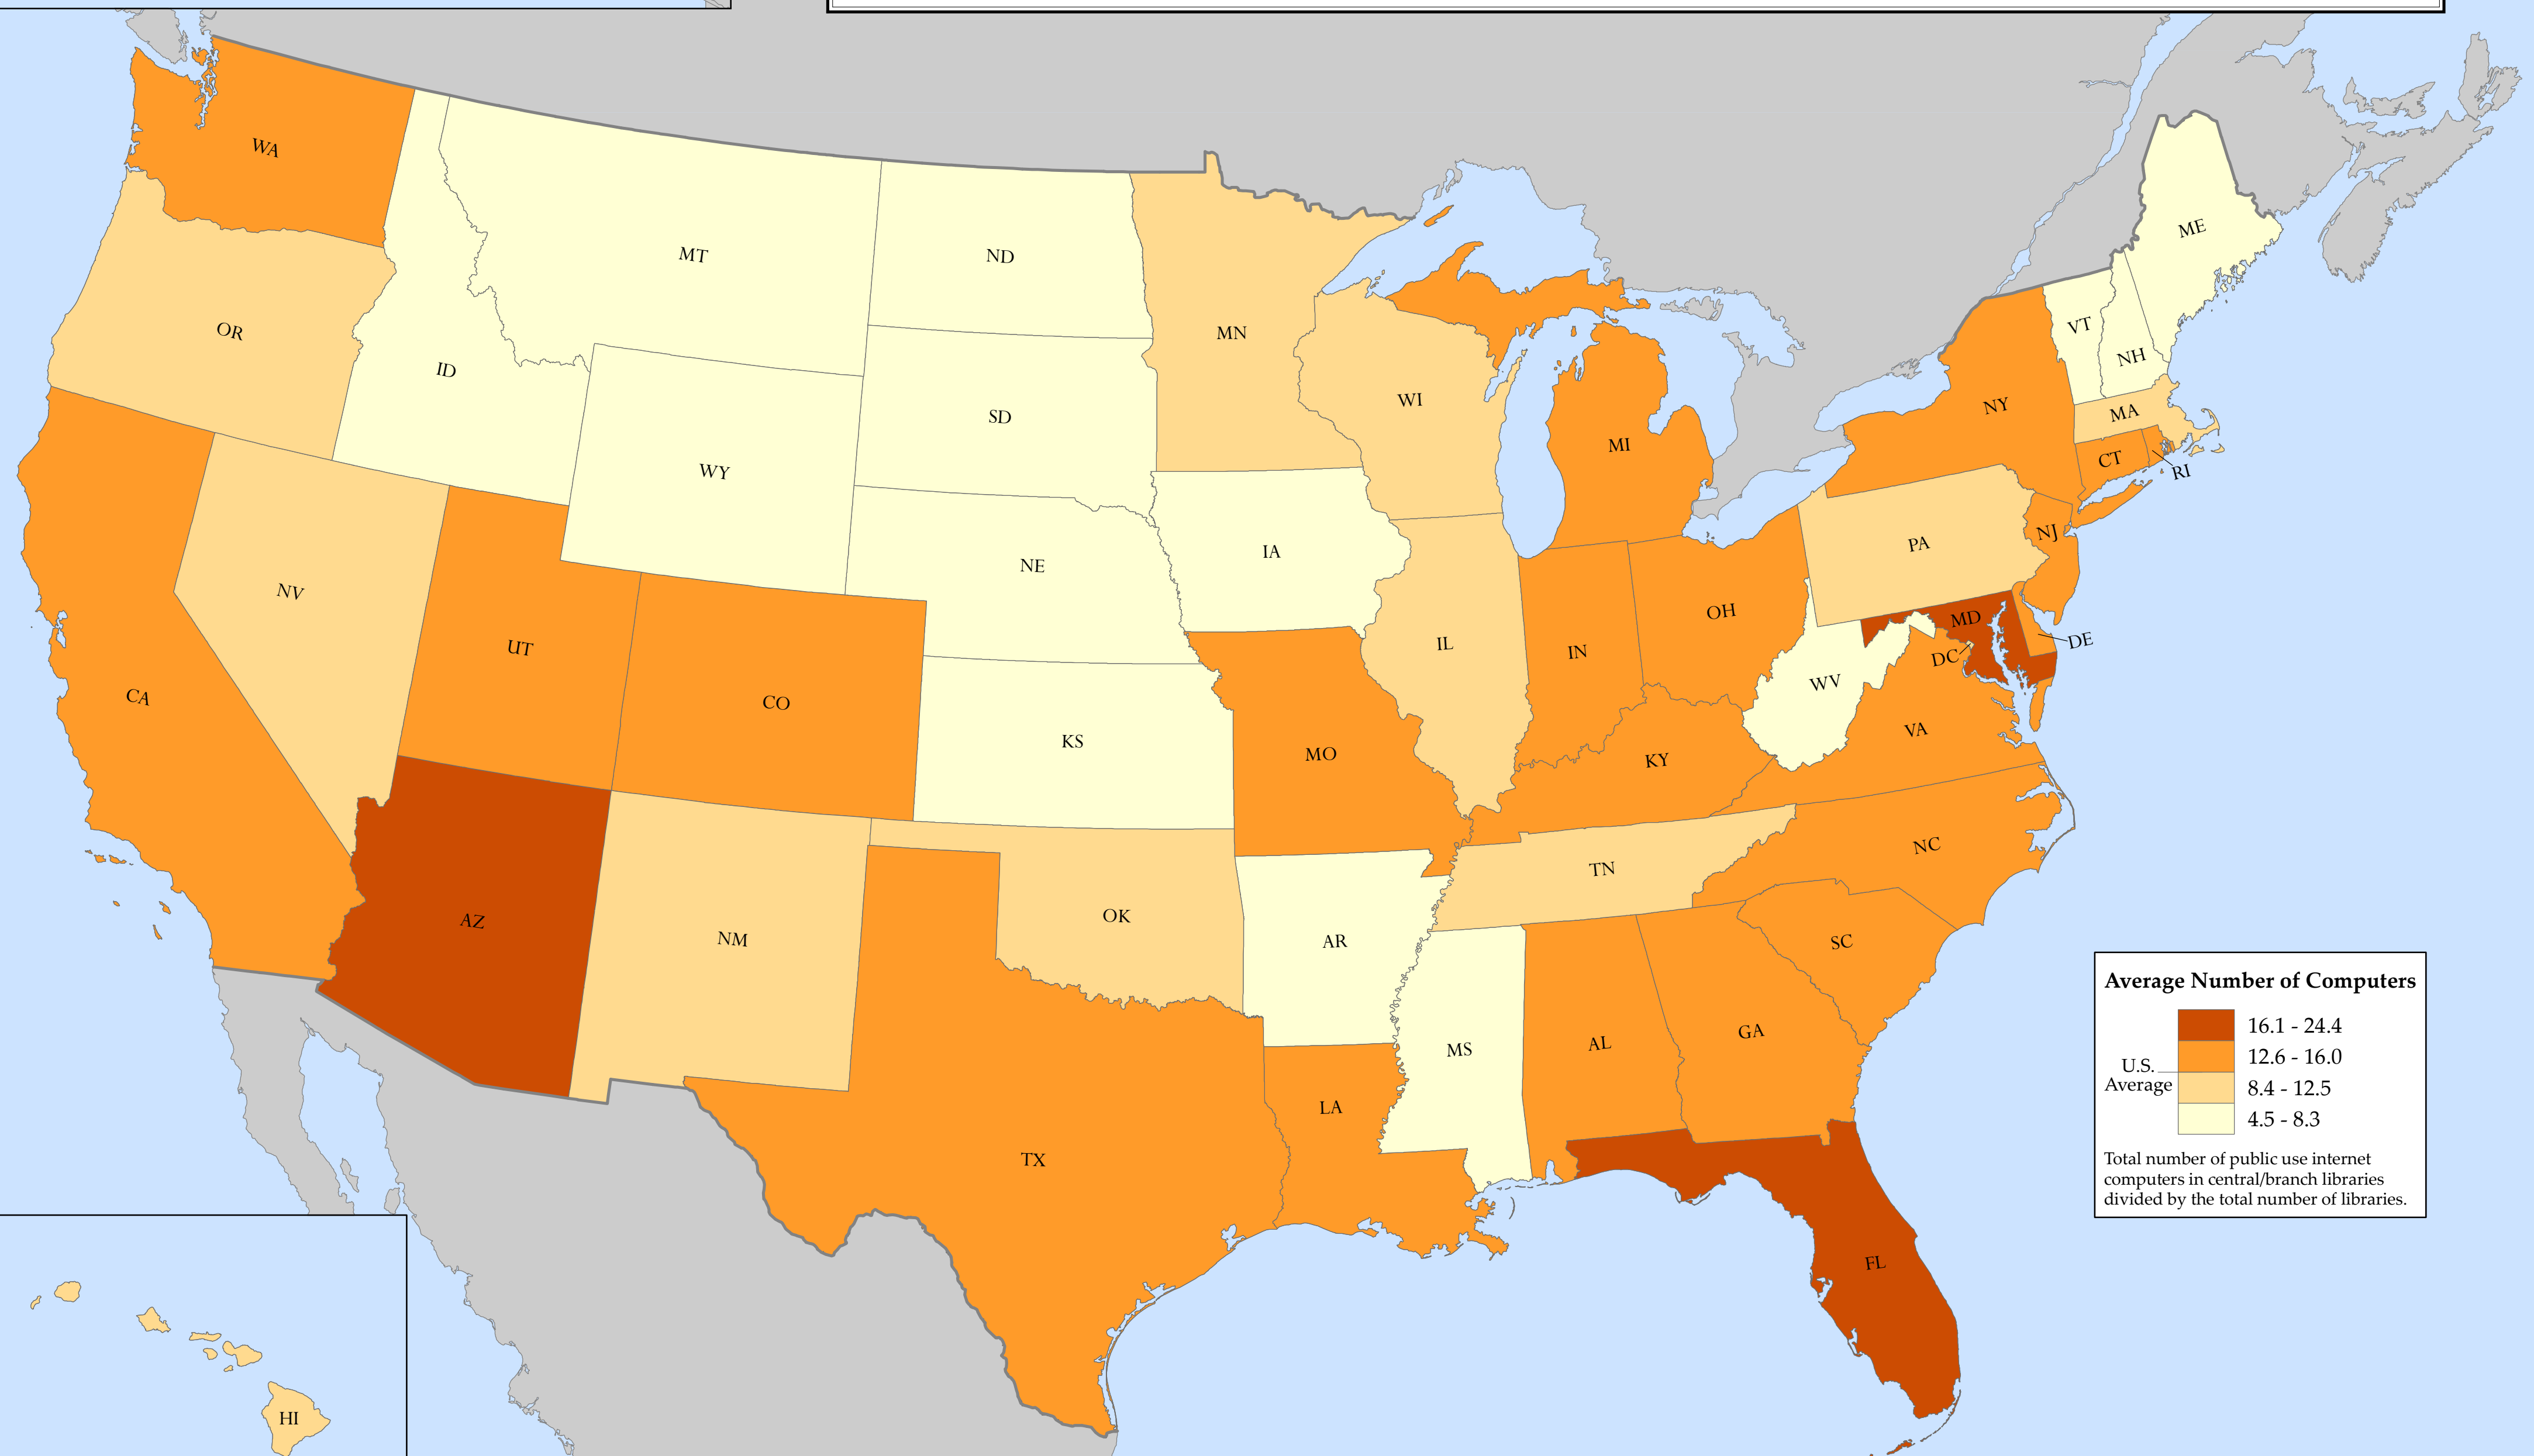 WA
MT
ND
ME
OR
MN
VT
NH
ID
WI
NY
MA
SD
MI
CT
RI
WY
NJ
IA
PA
NE
NV
OH
MD
DE
UT
IL
IN
DC
WV
CA
CO
KS
MO
KY
VA
NC
TN
AZ
NM
OK
AR
SC
MS
AL
GA
LA
TX
FL
HI
Average Number of Computers
16.1 - 24.4
12.6 - 16.0
U.S.
Average
8.4 - 12.5
4.5 - 8.3
Total number of public use internet
computers in central/branch libraries
divided by the total number of libraries.